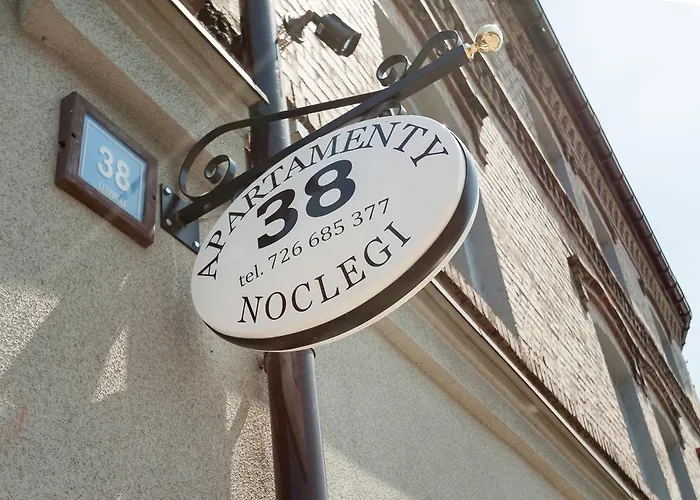 38
APARTAMENTY
38
tel. 726 685 377
NOCLEGI